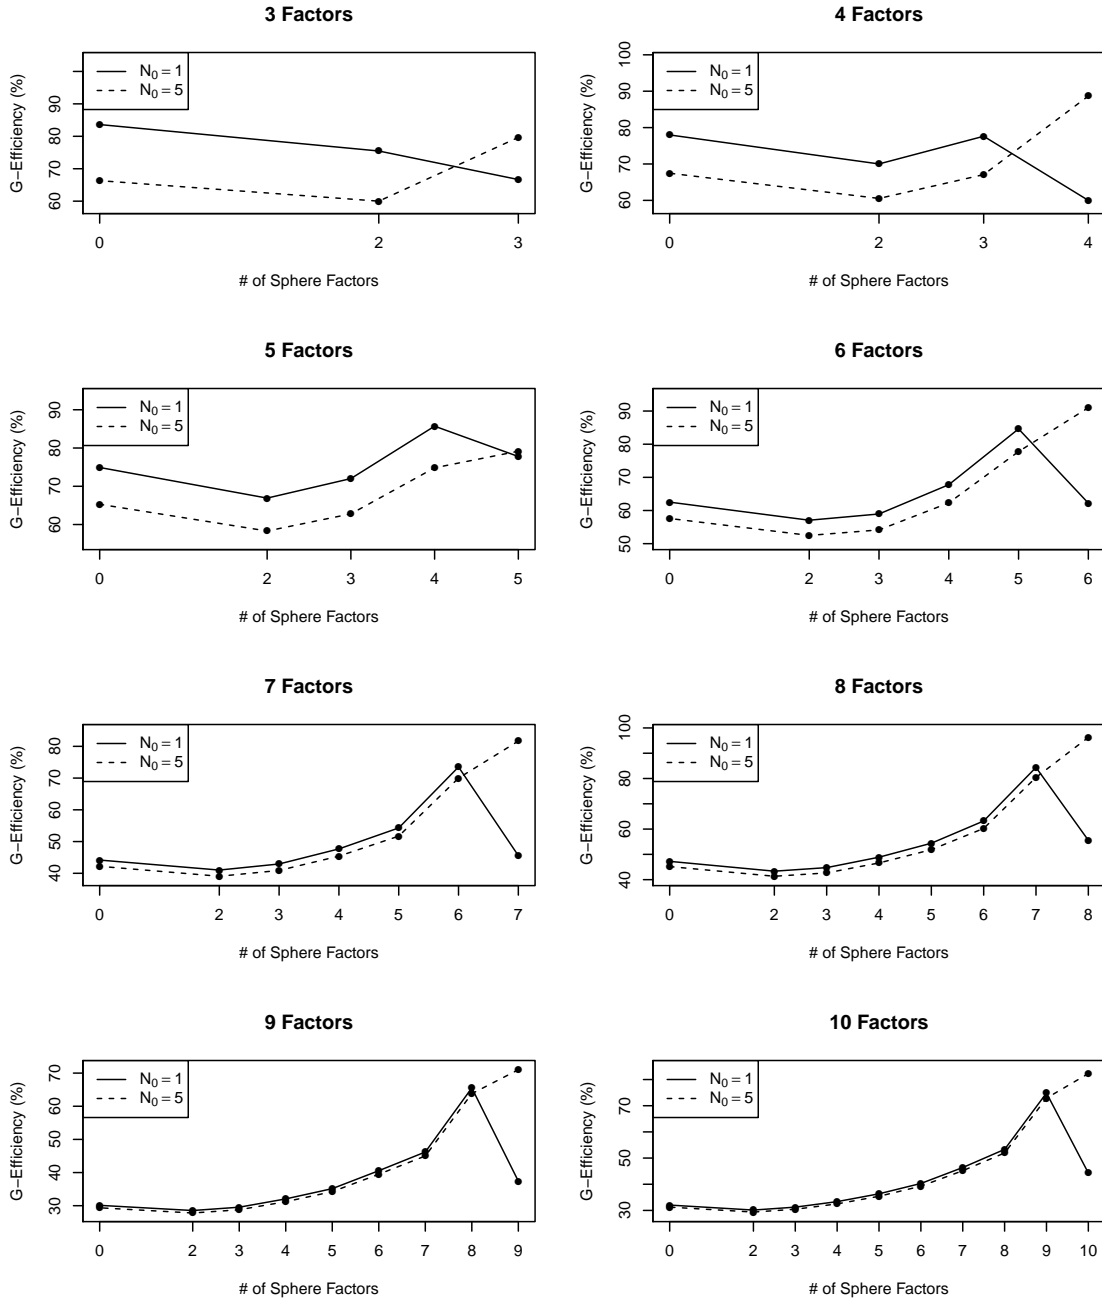 3 Factors
G−Efficiency (%)
90
80
70
60
N0 = 1
N0 = 5
0 2 3
# of Sphere Factors
4 Factors
G−Efficiency (%)
100
90
80
70
60
N0 = 1
N0 = 5
0 2 3 4
# of Sphere Factors
5 Factors
G−Efficiency (%)
90
80
70
60
N0 = 1
N0 = 5
0 2 3 4 5
# of Sphere Factors
6 Factors
G−Efficiency (%)
90
80
70
60
50
N0 = 1
N0 = 5
0 2 3 4 5 6
# of Sphere Factors
7 Factors
G−Efficiency (%)
80
70
60
50
40
N0 = 1
N0 = 5
0 2 3 4 5 6 7
# of Sphere Factors
8 Factors
G−Efficiency (%)
100
80
60
40
N0 = 1
N0 = 5
0 2 3 4 5 6 7 8
# of Sphere Factors
9 Factors
G−Efficiency (%)
70
60
50
40
30
N0 = 1
N0 = 5
0 2 3 4 5 6 7 8 9
# of Sphere Factors
10 Factors
G−Efficiency (%)
70
50
30
N0 = 1
N0 = 5
0 2 3 4 5 6 7 8 9 10
# of Sphere Factors